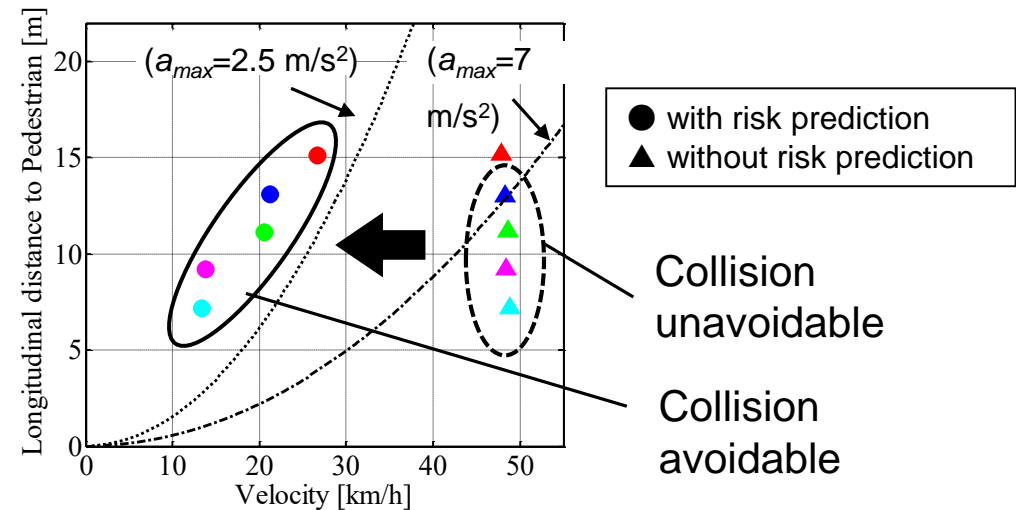 Longitudinal distance to Pedestrian [m]
20
15
10
5
0
0 10 20 30 40 50
Velocity [km/h]
(amax=2.5 m/s²)
(amax=7
m/s²)
with risk prediction
without risk prediction
Collision
unavoidable
Collision
avoidable